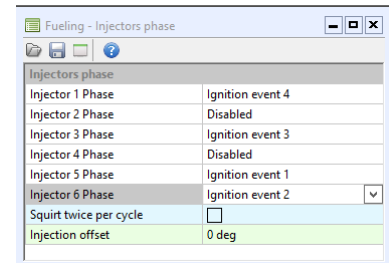 Fueling - Injectors phase
Injectors phase
Injector 1 Phase Ignition event 4
Injector 2 Phase Disabled
Injector 3 Phase Ignition event 3
Injector 4 Phase Disabled
Injector 5 Phase Ignition event 1
Injector 6 Phase Ignition event 2
Squirt twice per cycle
Injection offset 0 deg